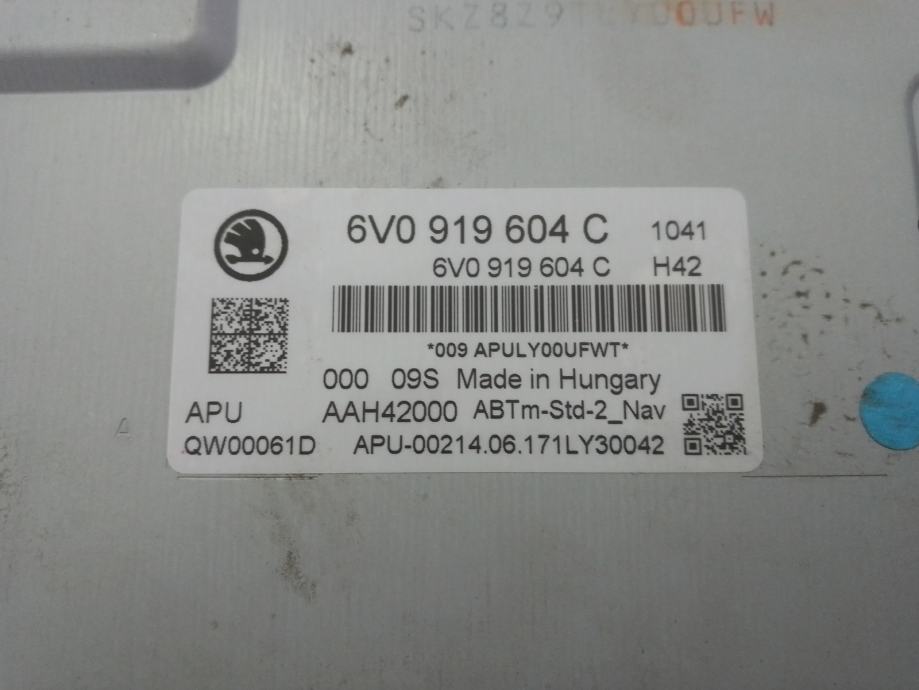 6V0 919 604 C 1041
6V0 919 604 C H42
*009 APULY00UFWT*
000 09S Made in Hungary
APU AAH42000 ABTm-Std-2_Nav
QW00061D APU-00214.06.171LY30042